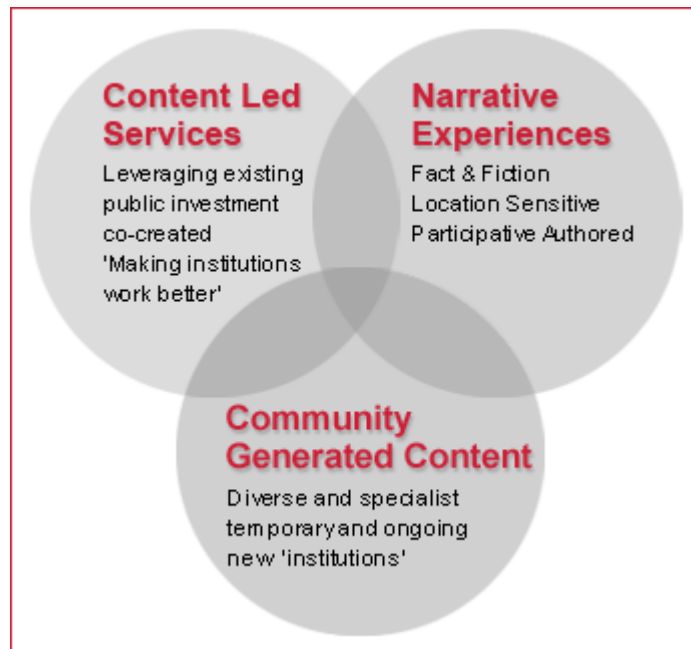 Content Led
Services
Leveraging existing
public investment
co-created
'Making institutions
work better'
Narrative
Experiences
Fact & Fiction
Location Sensitive
Participative Authored
Community
Generated Content
Diverse and specialist
temporary and ongoing
new 'institutions'